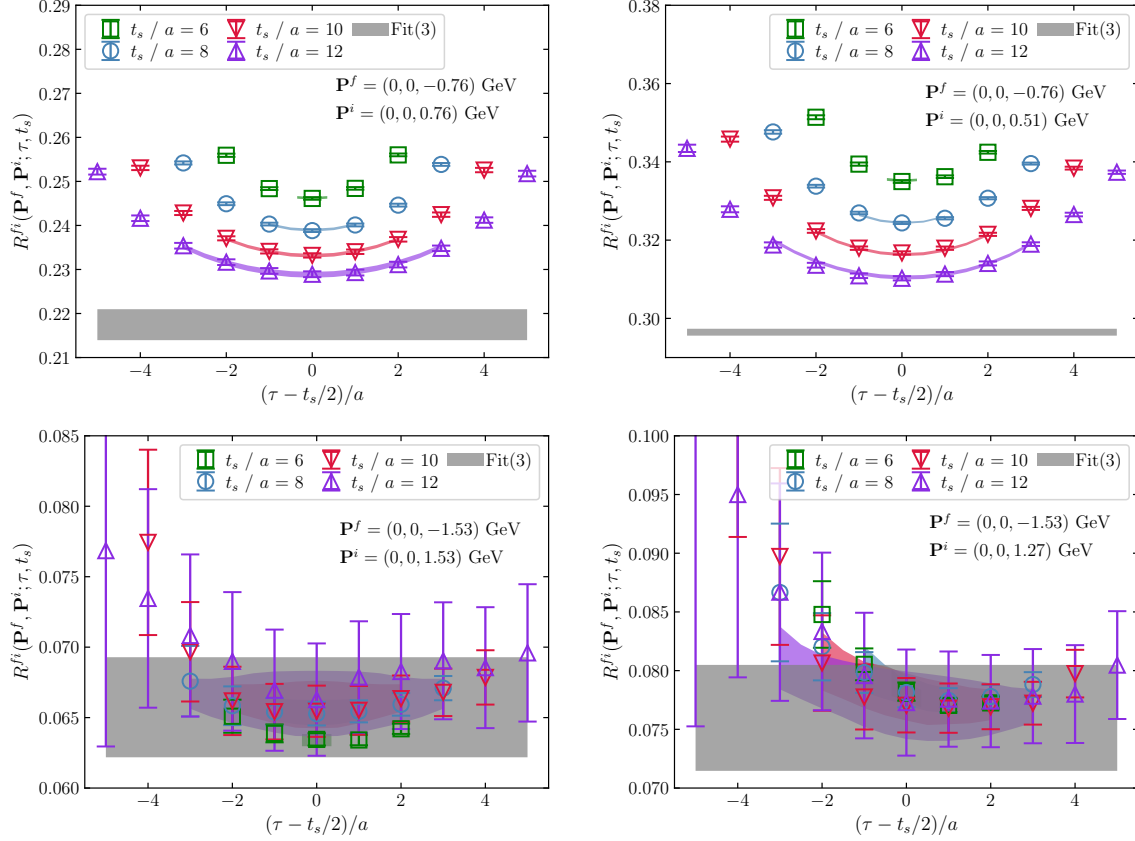 0.29
0.28
0.27
0.26
0.25
0.24
0.23
0.22
0.21
R^{fi}(P^f, P^i; τ, t_s)
t_s / a = 6
t_s / a = 8
t_s / a = 10
t_s / a = 12
Fit(3)
P^f = (0, 0, −0.76) GeV
P^i = (0, 0, 0.76) GeV
−4 −2 0 2 4
(τ − t_s/2)/a
0.38
0.36
0.34
0.32
0.30
R^{fi}(P^f, P^i; τ, t_s)
t_s / a = 6
t_s / a = 8
t_s / a = 10
t_s / a = 12
Fit(3)
P^f = (0, 0, −0.76) GeV
P^i = (0, 0, 0.51) GeV
−4 −2 0 2 4
(τ − t_s/2)/a
0.085
0.080
0.075
0.070
0.065
0.060
R^{fi}(P^f, P^i; τ, t_s)
t_s / a = 6
t_s / a = 8
t_s / a = 10
t_s / a = 12
Fit(3)
P^f = (0, 0, −1.53) GeV
P^i = (0, 0, 1.53) GeV
−4 −2 0 2 4
(τ − t_s/2)/a
0.100
0.095
0.090
0.085
0.080
0.075
0.070
R^{fi}(P^f, P^i; τ, t_s)
t_s / a = 6
t_s / a = 8
t_s / a = 10
t_s / a = 12
Fit(3)
P^f = (0, 0, −1.53) GeV
P^i = (0, 0, 1.27) GeV
−4 −2 0 2 4
(τ − t_s/2)/a